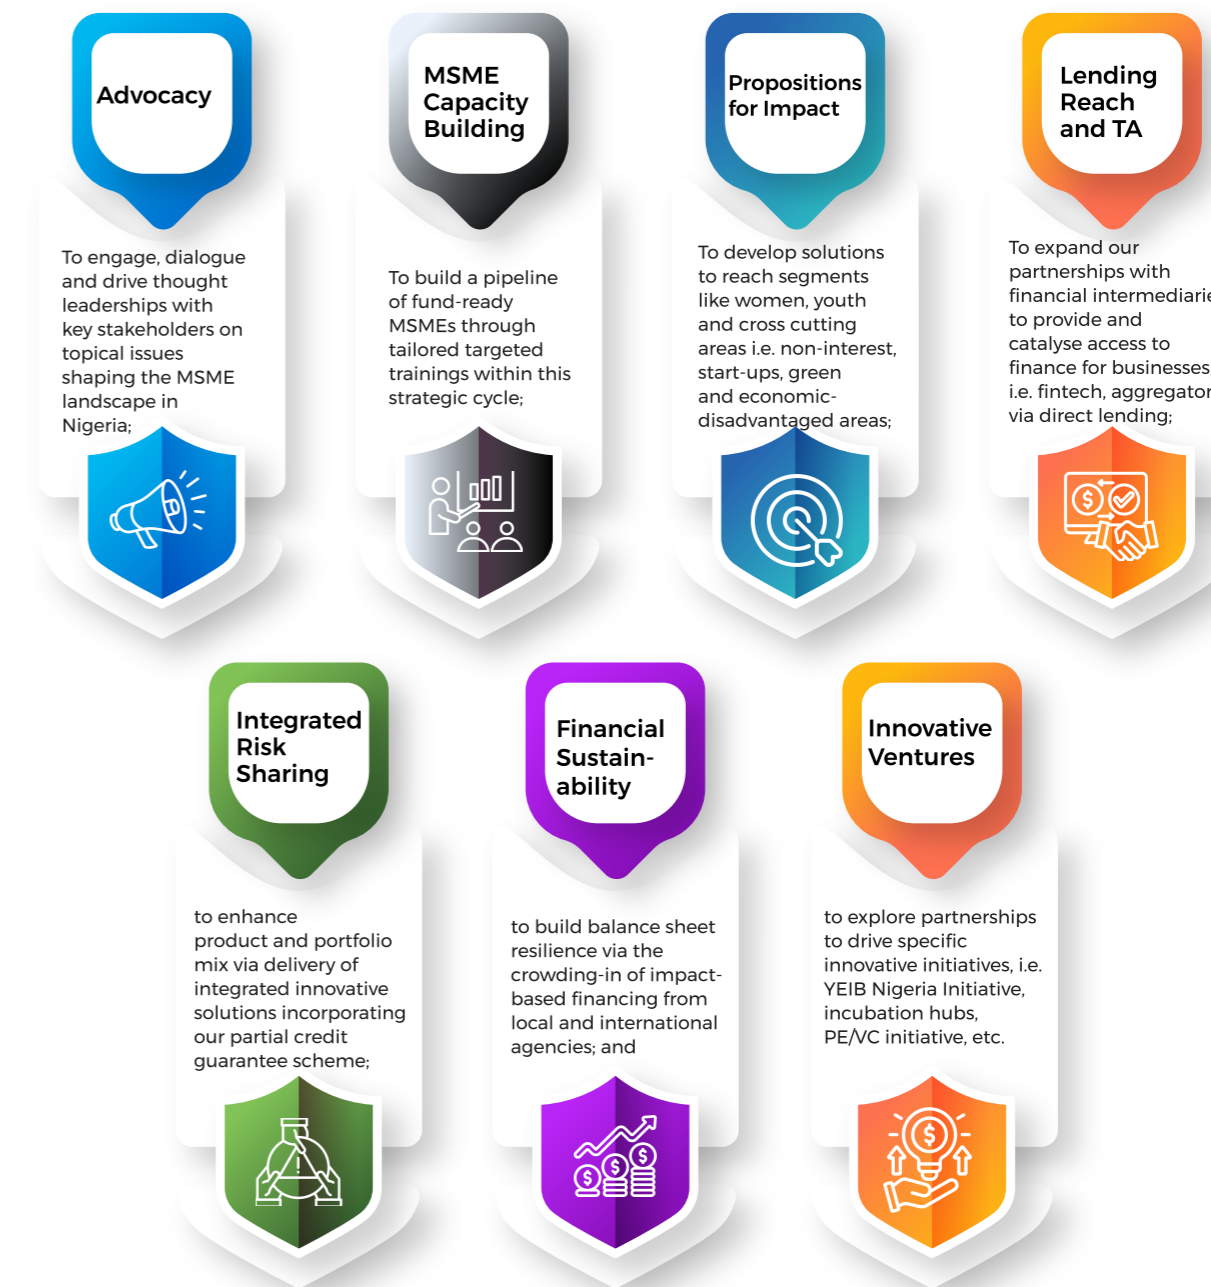 Advocacy
To engage, dialogue
and drive thought
leaderships with
key stakeholders on
topical issues
shaping the MSME
landscape in
Nigeria;
MSME
Capacity
Building
To build a pipeline
of fund-ready
MSMEs through
tailored targeted
trainings within this
strategic cycle;
Propositions
for Impact
To develop solutions
to reach segments
like women, youth
and cross cutting
areas i.e. non-interest,
start-ups, green
and economic-
disadvantaged areas;
Lending
Reach
and TA
To expand our
partnerships with
financial intermediarie
to provide and
catalyse access to
finance for businesses,
i.e. fintech, aggregator
via direct lending;
Integrated
Risk
Sharing
to enhance
product and portfolio
mix via delivery of
integrated innovative
solutions incorporating
our partial credit
guarantee scheme;
Financial
Sustain-
ability
to build balance sheet
resilience via the
crowding-in of impact-
based financing from
local and international
agencies; and
Innovative
Ventures
to explore partnerships
to drive specific
innovative initiatives, i.e.
YEIB Nigeria Initiative,
incubation hubs,
PE/VC initiative, etc.